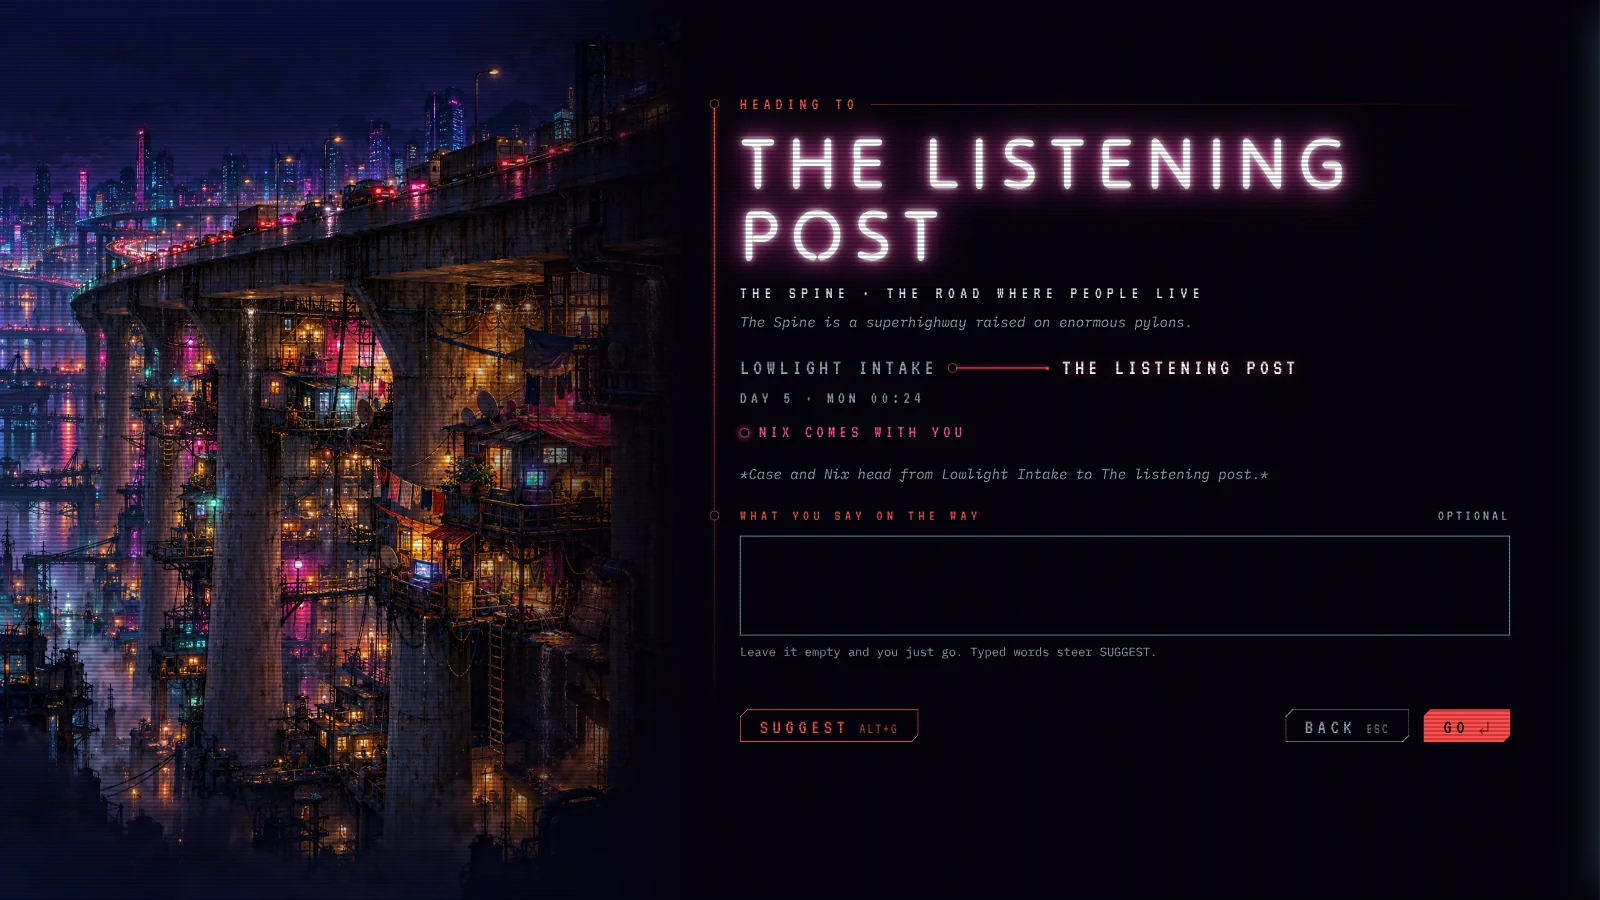 HEADING TO
THE LISTENING
POST
THE SPINE · THE ROAD WHERE PEOPLE LIVE
The Spine is a superhighway raised on enormous pylons.
LOWLIGHT INTAKE THE LISTENING POST
DAY 5 · MON 00:24
NIX COMES WITH YOU
*Case and Nix head from Lowlight Intake to The listening post.*
WHAT YOU SAY ON THE WAY OPTIONAL
Leave it empty and you just go. Typed words steer SUGGEST.
SUGGEST ALT+G BACK ESC GO ↲